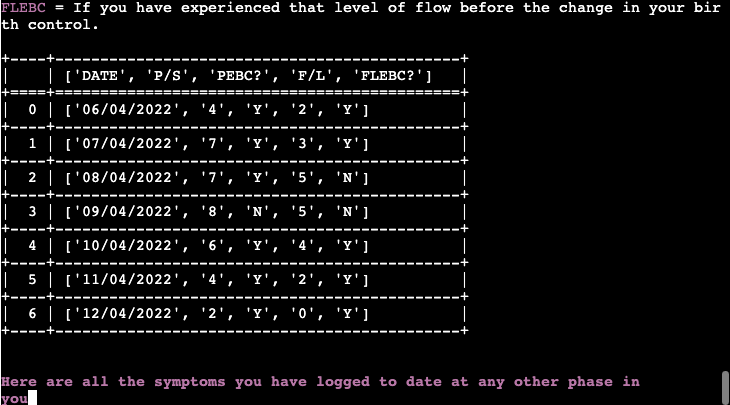 FLEBC = If you have experienced that level of flow before the change in your bir
th control.
+----+---------------------------------------------+
|    | ['DATE', 'P/S', 'PEBC?', 'F/L', 'FLEBC?']   |
+====+=============================================+
|  0 | ['06/04/2022', '4', 'Y', '2', 'Y']          |
+----+---------------------------------------------+
|  1 | ['07/04/2022', '7', 'Y', '3', 'Y']          |
+----+---------------------------------------------+
|  2 | ['08/04/2022', '7', 'Y', '5', 'N']          |
+----+---------------------------------------------+
|  3 | ['09/04/2022', '8', 'N', '5', 'N']          |
+----+---------------------------------------------+
|  4 | ['10/04/2022', '6', 'Y', '4', 'Y']          |
+----+---------------------------------------------+
|  5 | ['11/04/2022', '4', 'Y', '2', 'Y']          |
+----+---------------------------------------------+
|  6 | ['12/04/2022', '2', 'Y', '0', 'Y']          |
+----+---------------------------------------------+
Here are all the symptoms you have logged to date at any other phase in
you